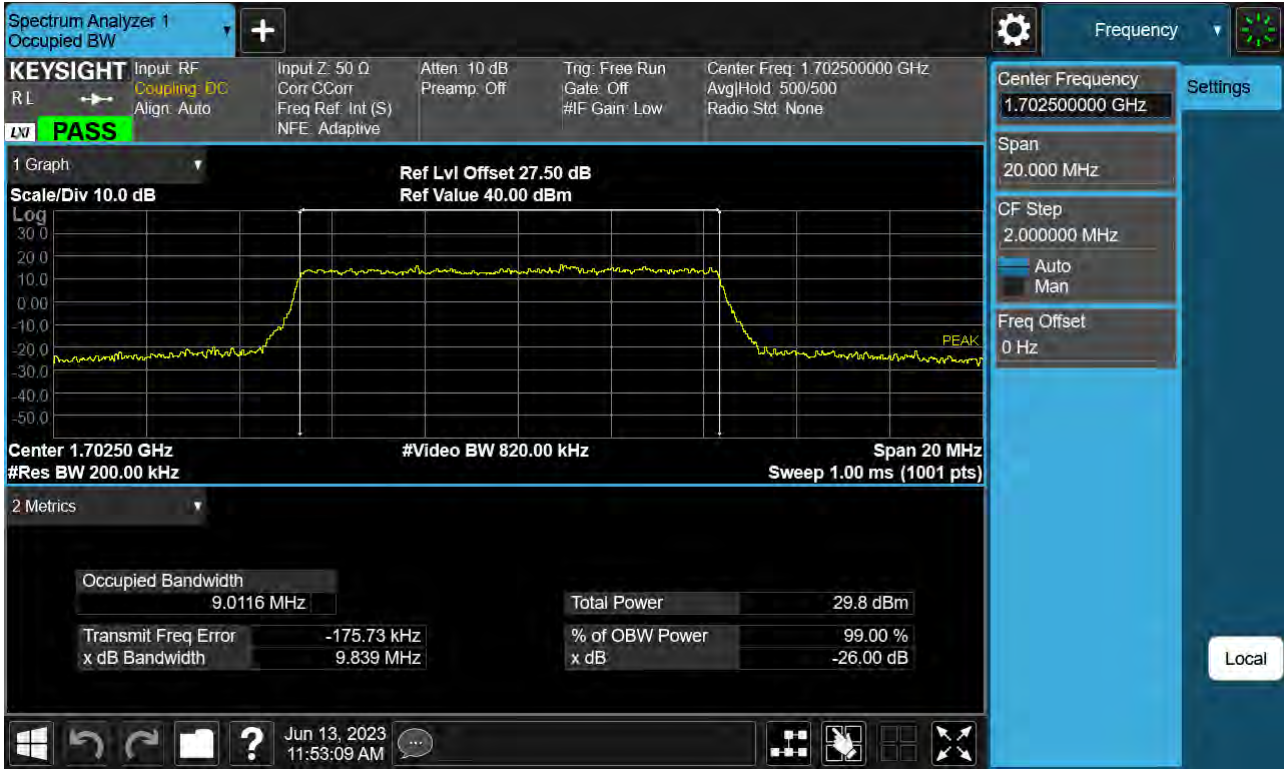 Spectrum Analyzer 1
Occupied BW
Frequency
KEYSIGHT
R L
LXI
PASS
Input: RF
Coupling: DC
Align: Auto
Input Z: 50 Ω
Corr CCorr
Freq Ref: Int (S)
NFE: Adaptive
Atten: 10 dB
Preamp: Off
Trig: Free Run
Gate: Off
#IF Gain: Low
Center Freq: 1.702500000 GHz
Avg|Hold: 500/500
Radio Std: None
Center Frequency
1.702500000 GHz
Settings
Span
20.000 MHz
CF Step
2.000000 MHz
Auto
Man
Freq Offset
0 Hz
Local
1 Graph
Scale/Div 10.0 dB
Ref Lvl Offset 27.50 dB
Ref Value 40.00 dBm
Log
30.0
20.0
10.0
0.00
-10.0
-20.0
-30.0
-40.0
-50.0
PEAK
Center 1.70250 GHz
#Video BW 820.00 kHz
Span 20 MHz
#Res BW 200.00 kHz
Sweep 1.00 ms (1001 pts)
2 Metrics
Occupied Bandwidth
9.0116 MHz
Total Power 29.8 dBm
Transmit Freq Error -175.73 kHz
% of OBW Power 99.00 %
x dB Bandwidth 9.839 MHz
x dB -26.00 dB
?
Jun 13, 2023
11:53:09 AM